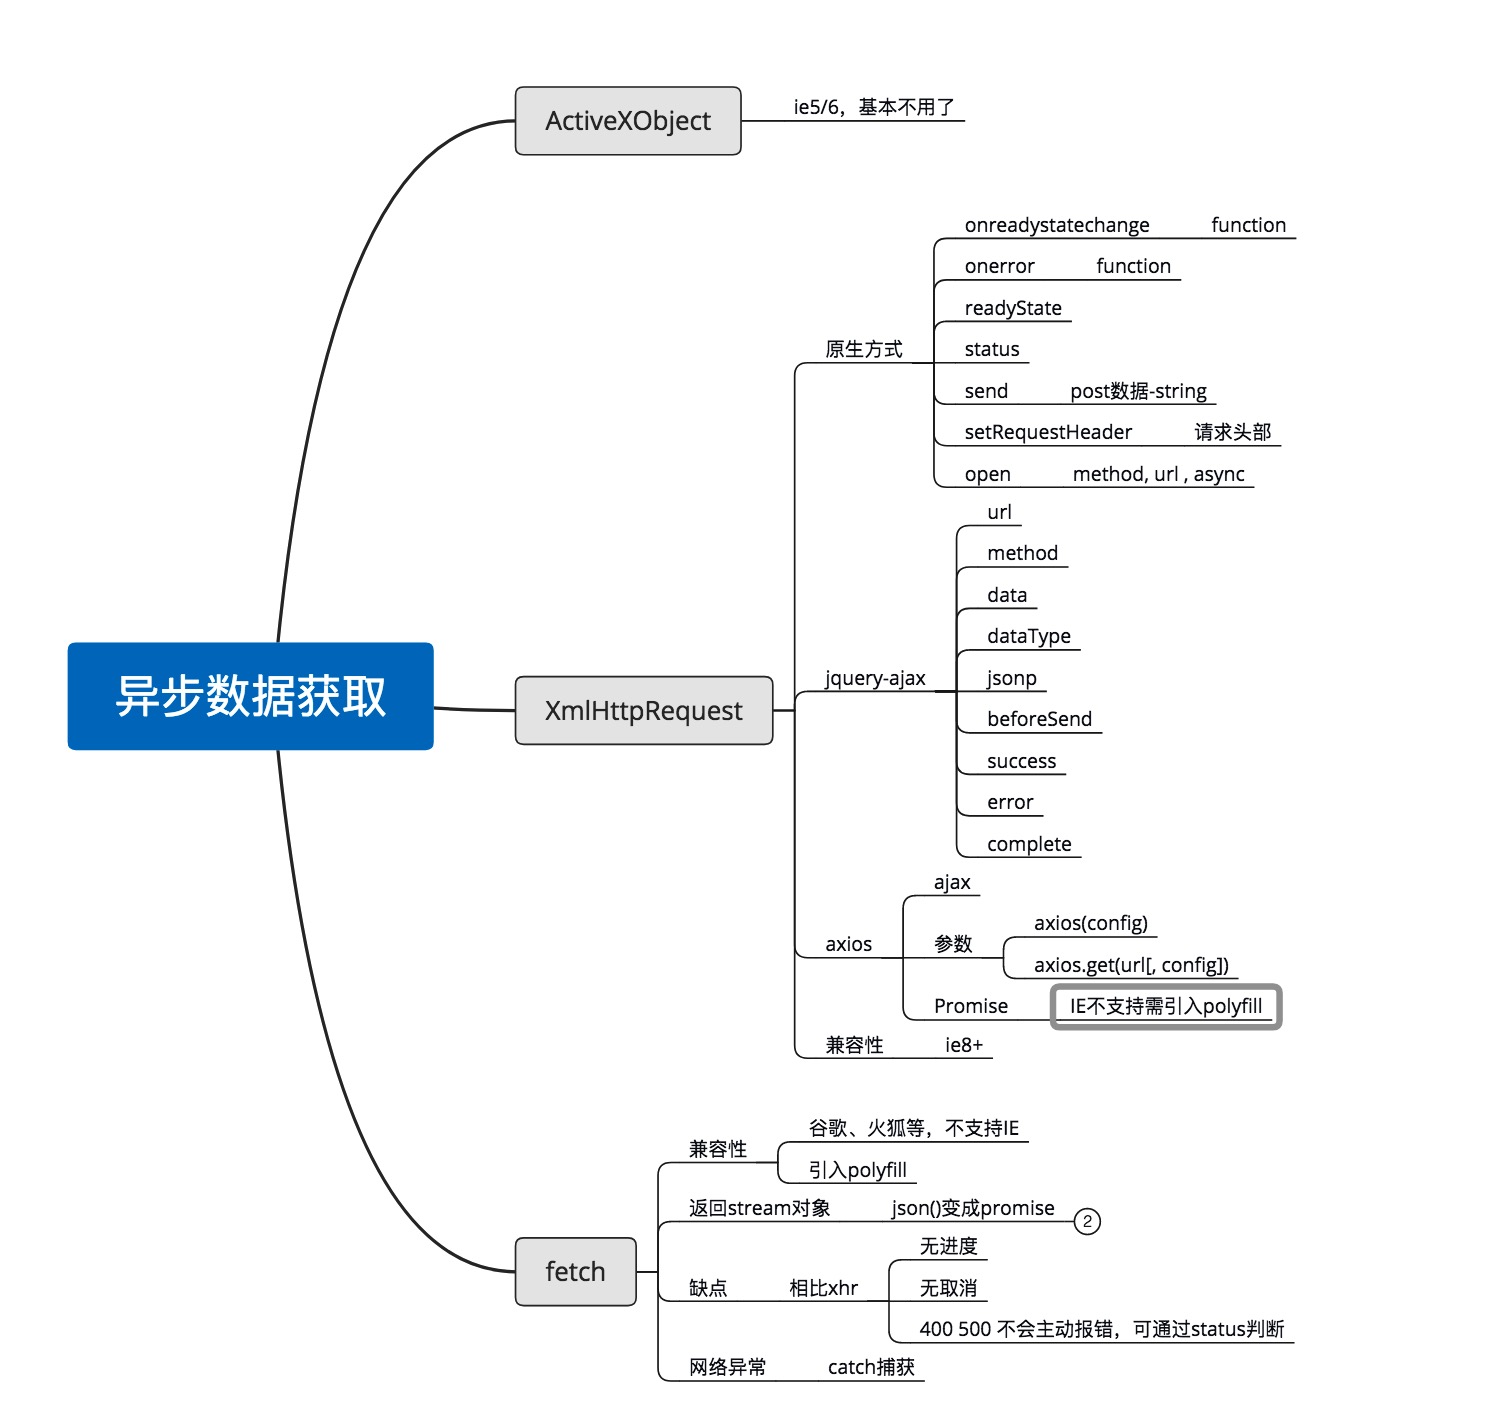 异步数据获取
ActiveXObject
ie5/6，基本不用了
XmlHttpRequest
原生方式
onreadystatechange
function
onerror
function
readyState
status
send
post数据-string
setRequestHeader
请求头部
open
method, url , async
jquery-ajax
url
method
data
dataType
jsonp
beforeSend
success
error
complete
axios
ajax
参数
axios(config)
axios.get(url[, config])
Promise
IE不支持需引入polyfill
兼容性
ie8+
fetch
兼容性
谷歌、火狐等，不支持IE
引入polyfill
返回stream对象
json()变成promise
2
缺点
相比xhr
无进度
无取消
400 500 不会主动报错，可通过status判断
网络异常
catch捕获